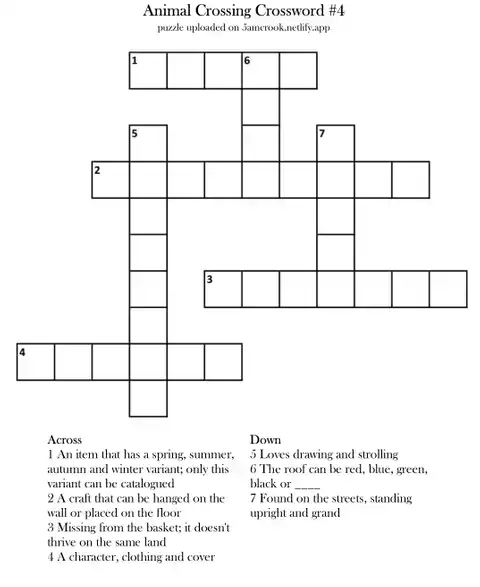 Animal Crossing Crossword #4
puzzle uploaded on 5amcrook.netlify.app
1
6
5
7
2
3
4
Across
1 An item that has a spring, summer,
autumn and winter variant; only this
variant can be catalogued
2 A craft that can be hanged on the
wall or placed on the floor
3 Missing from the basket; it doesn't
thrive on the same land
4 A character, clothing and cover
Down
5 Loves drawing and strolling
6 The roof can be red, blue, green,
black or ____
7 Found on the streets, standing
upright and grand